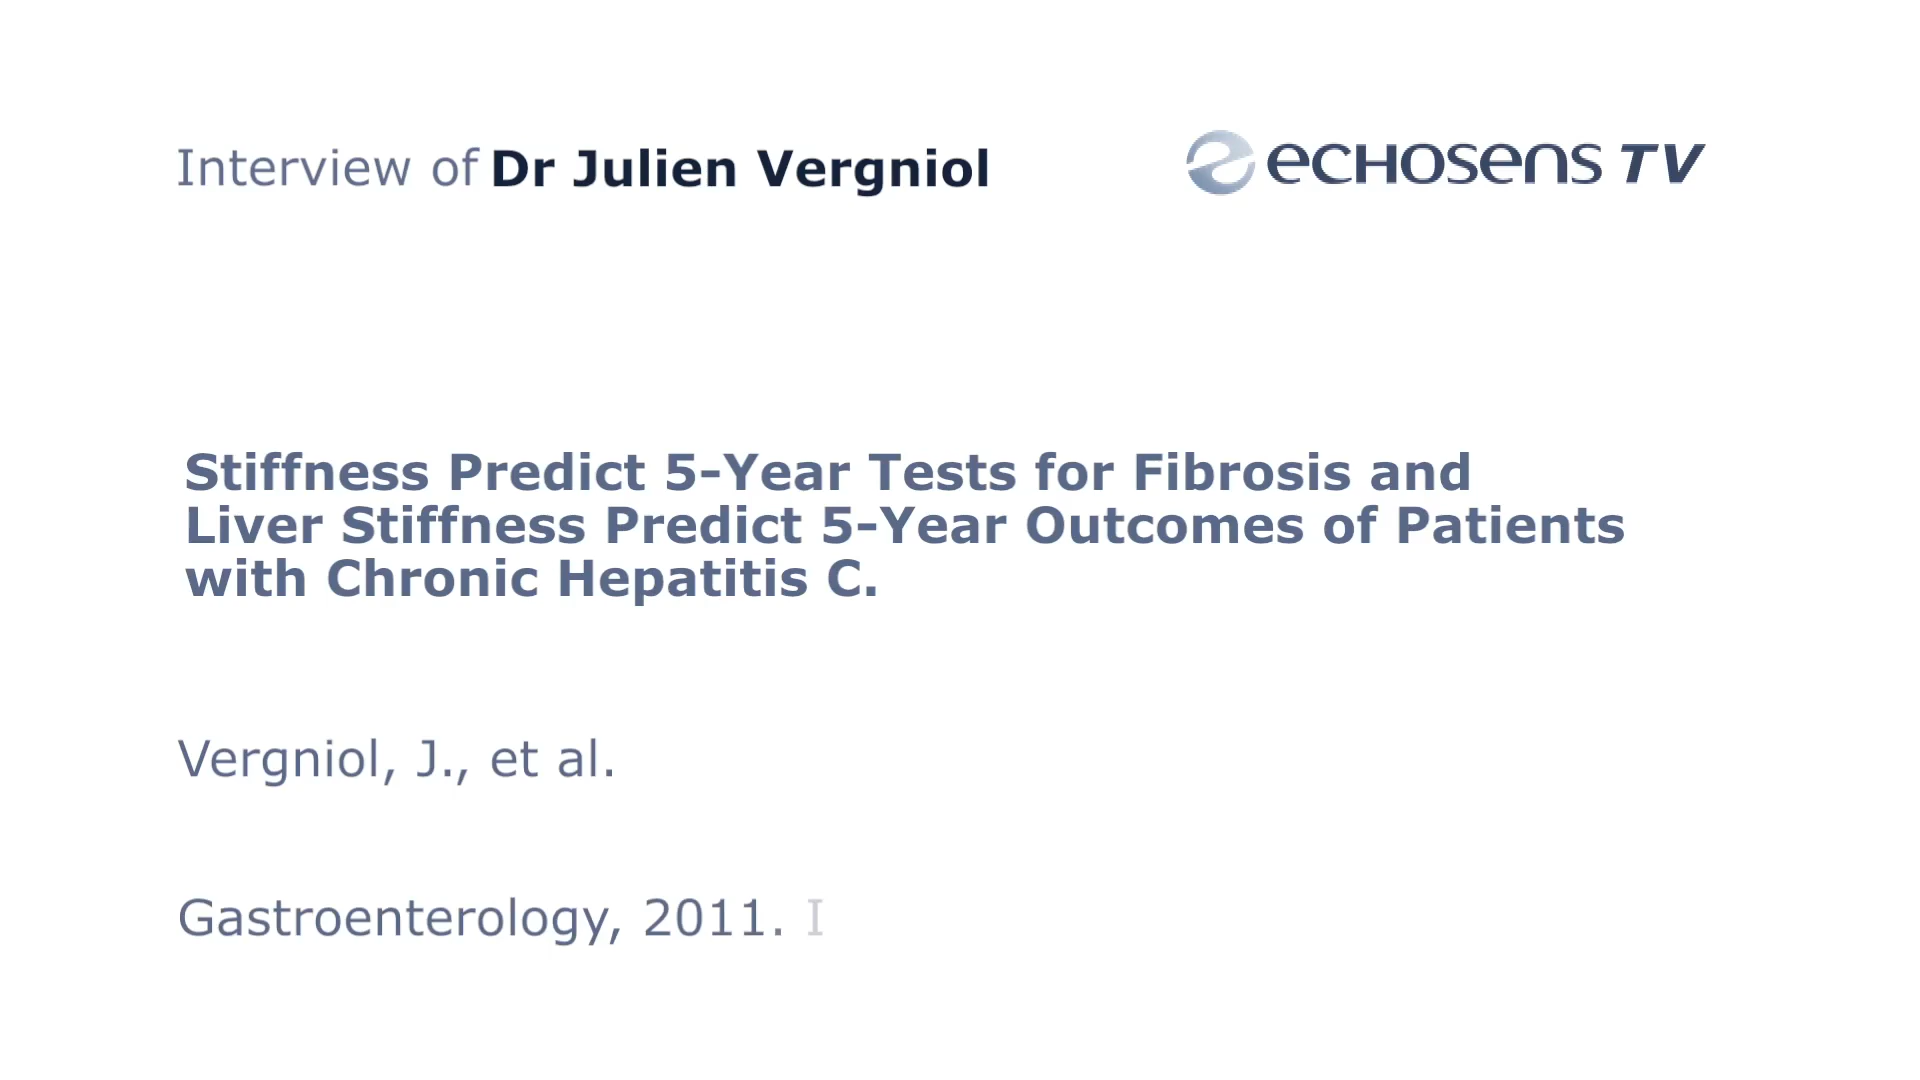 Interview of Dr Julien Vergniol
echosens TV
Stiffness Predict 5-Year Tests for Fibrosis and
Liver Stiffness Predict 5-Year Outcomes of Patients
with Chronic Hepatitis C.
Vergniol, J., et al.
Gastroenterology, 2011. I